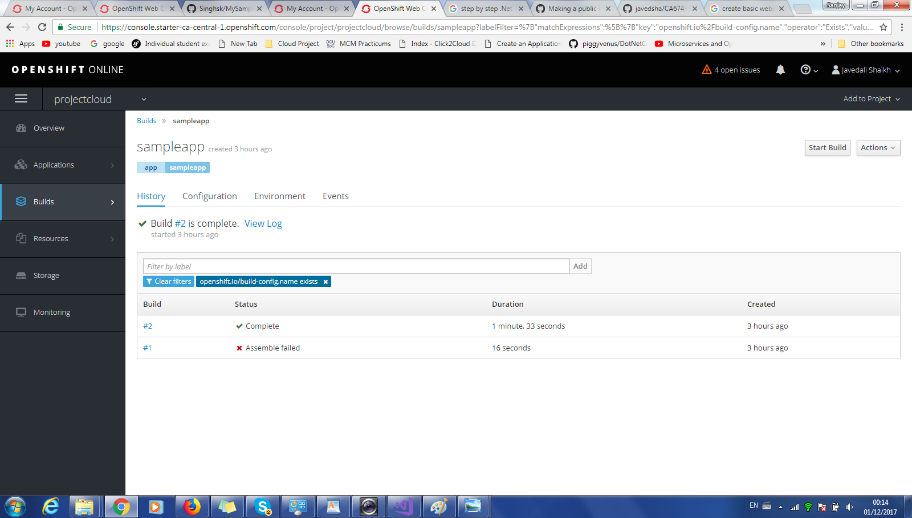 My Account - Op
OpenShift Web C
Singhsk/MySamp
My Account - Op
OpenShift Web C
step by step .Net
Making a public
javedsha/CA674
create basic web
Sanjay
Secure
https://console.starter-ca-central-1.openshift.com/console/project/projectcloud/browse/builds/sampleapp?labelFilter=%7B"matchExpressions":%5B%7B"key":"openshift.io%2Fbuild-config.name","operator":"Exists","valu...
Apps
youtube
google
Individual student ex
New Tab
Cloud Project
MCM Practicums
Index - Click2Cloud
Create an Application
piggyvenus/DotNetC
Microservices and Op
»
Other bookmarks
OPENSHIFT ONLINE
4 open issues
Javedali Shaikh
projectcloud
Add to Project
Overview
Applications
Builds
Resources
Storage
Monitoring
Builds » sampleapp
sampleapp created 3 hours ago
Start Build
Actions
app sampleapp
History Configuration Environment Events
Build #2 is complete. View Log
started 3 hours ago
Filter by label
Add
Clear filters
openshift.io/build-config.name exists ×
Build Status Duration Created
#2 Complete 1 minute, 33 seconds 3 hours ago
#1 Assemble failed 16 seconds 3 hours ago
EN
00:14
01/12/2017